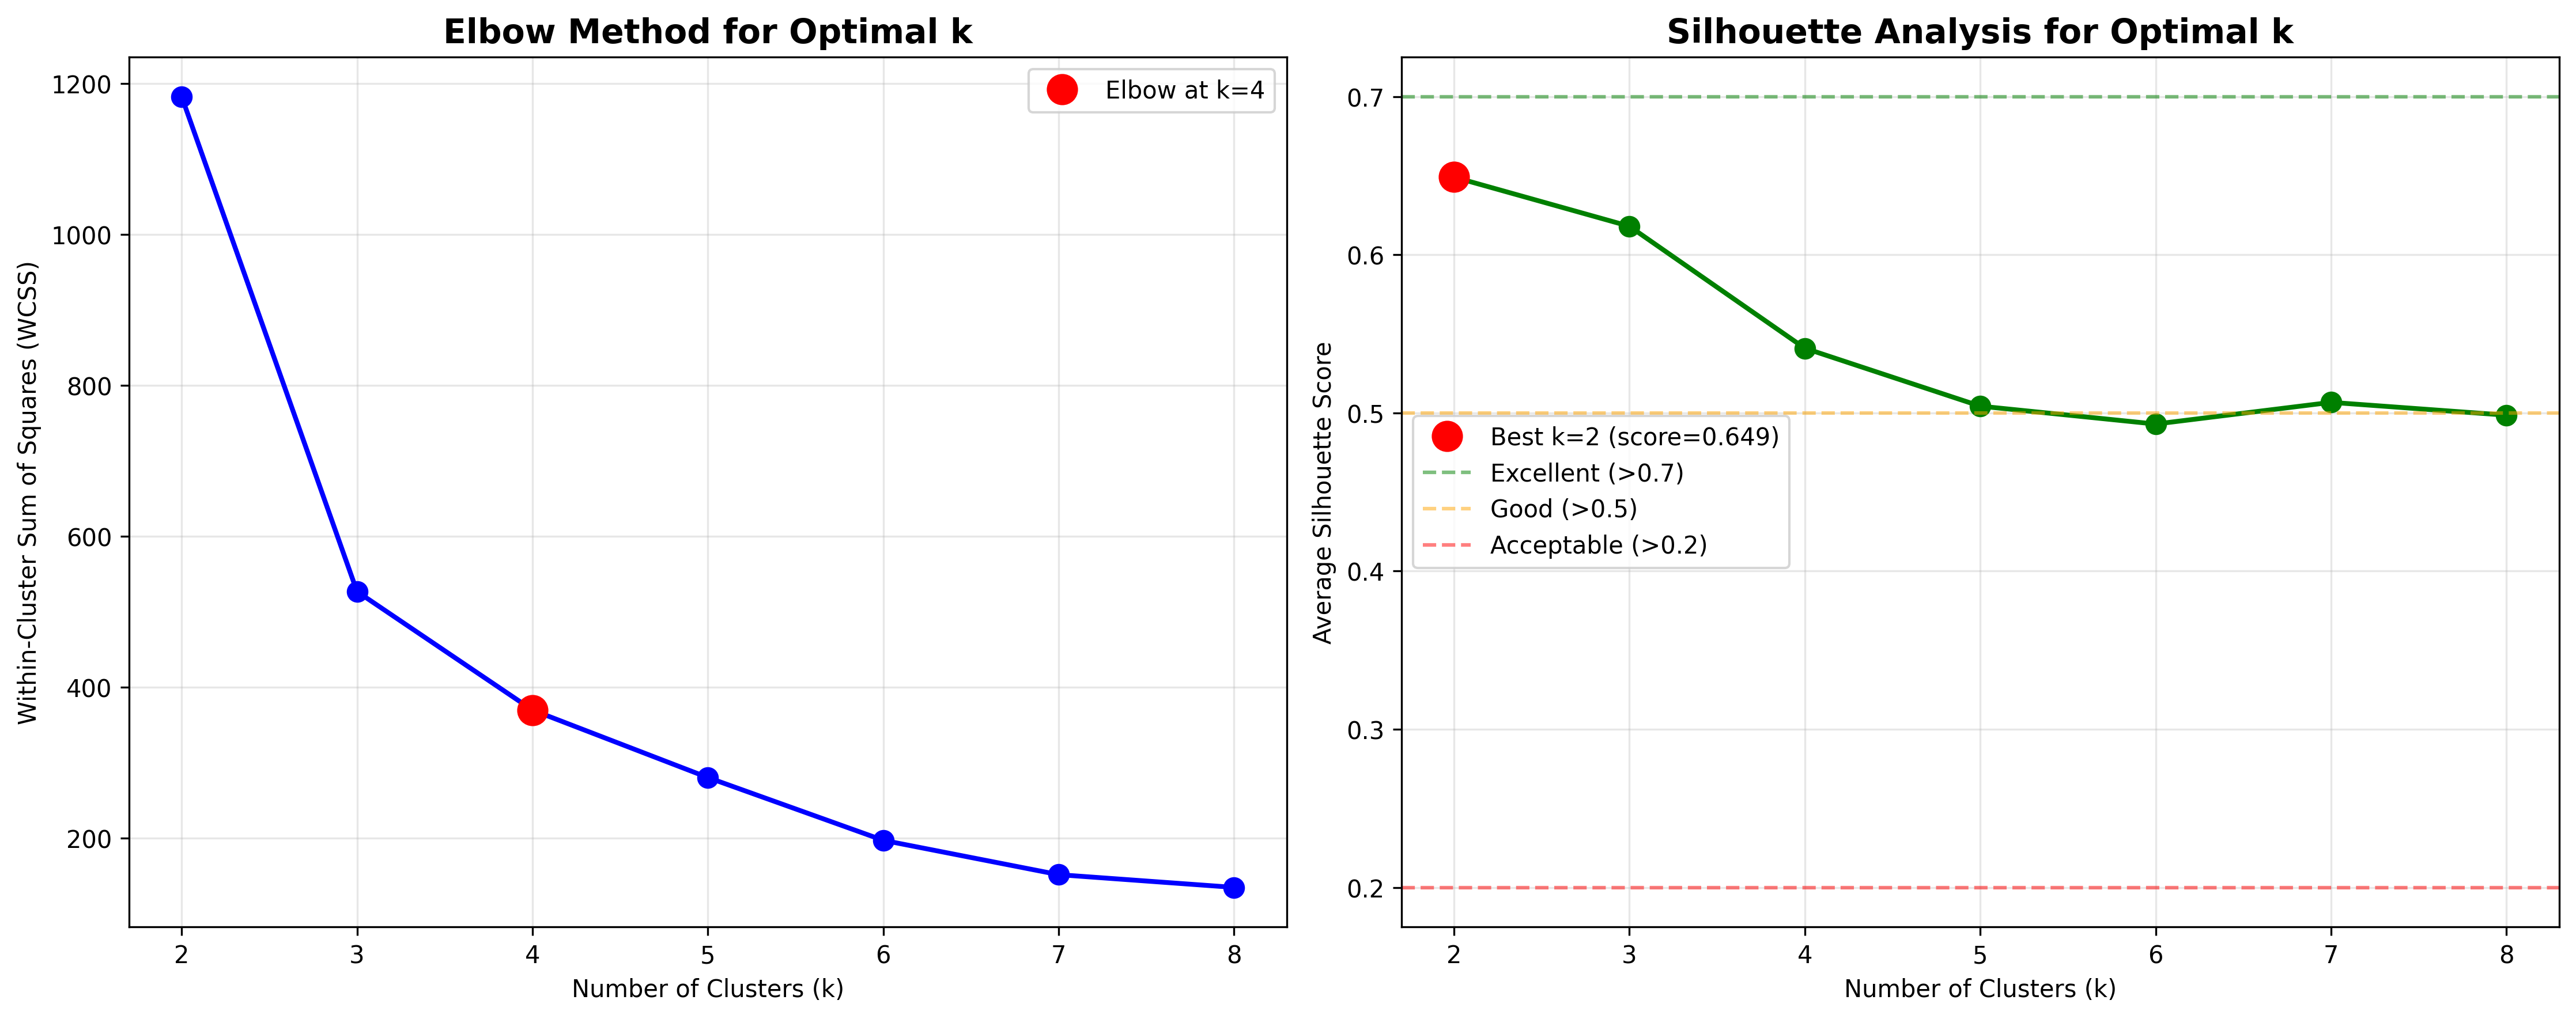 Elbow Method for Optimal k
Within-Cluster Sum of Squares (WCSS)
1200
1000
800
600
400
200
Elbow at k=4
2 3 4 5 6 7 8
Number of Clusters (k)
Silhouette Analysis for Optimal k
Average Silhouette Score
0.7
0.6
0.5
0.4
0.3
0.2
Best k=2 (score=0.649)
Excellent (>0.7)
Good (>0.5)
Acceptable (>0.2)
2 3 4 5 6 7 8
Number of Clusters (k)